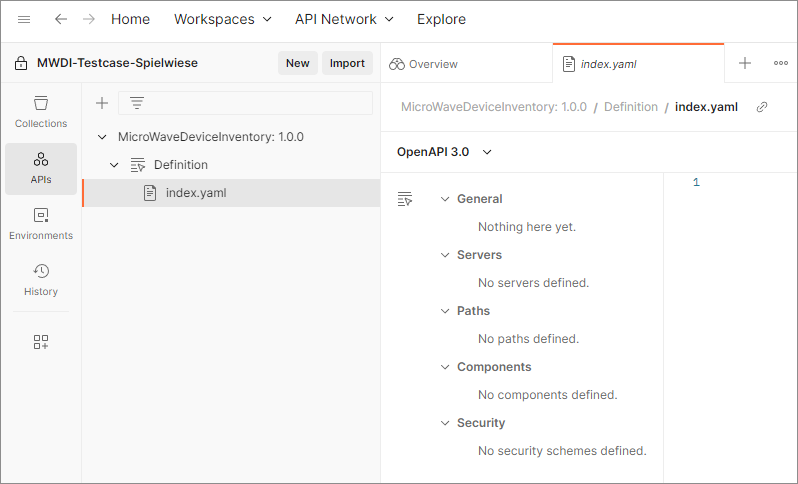 Home Workspaces API Network Explore
MWDI-Testcase-Spielwiese New Import
Overview index.yaml
Collections
APIs
Environments
History
MicroWaveDeviceInventory: 1.0.0
Definition
index.yaml
MicroWaveDeviceInventory: 1.0.0 / Definition / index.yaml
OpenAPI 3.0
General
Nothing here yet.
Servers
No servers defined.
Paths
No paths defined.
Components
No components defined.
Security
No security schemes defined.
1